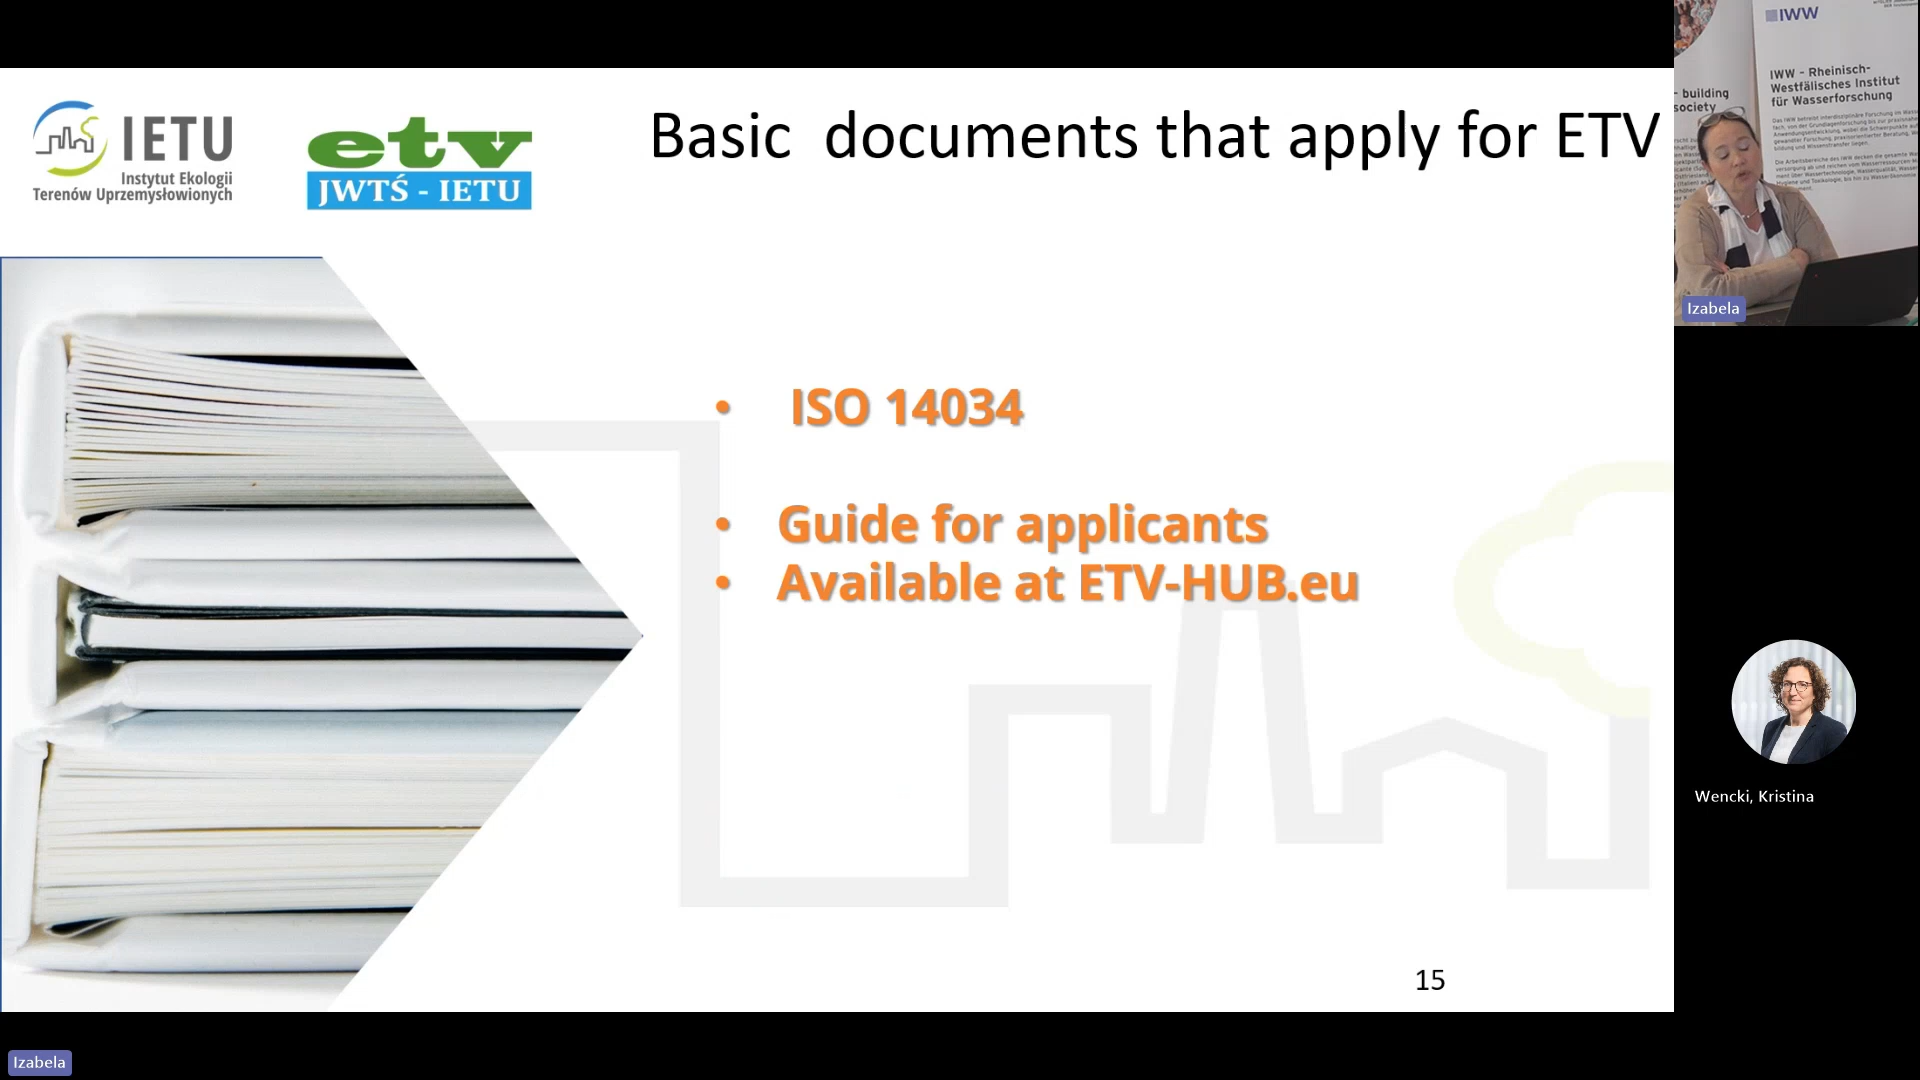 IETU
Instytut Ekologii
Terenów Uprzemysłowionych
etv
JWTŚ - IETU
Basic documents that apply for ETV
• ISO 14034
• Guide for applicants
• Available at ETV-HUB.eu
15
IWW
IWW - Rheinisch-
Westfälisches Institut
für Wasserforschung
building
society
Izabela
Wencki, Kristina
Izabela